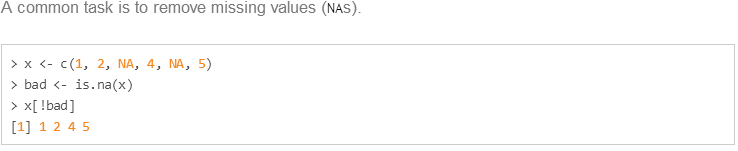 A common task is to remove missing values (NAs).
> x <- c(1, 2, NA, 4, NA, 5)
> bad <- is.na(x)
> x[!bad]
[1] 1 2 4 5